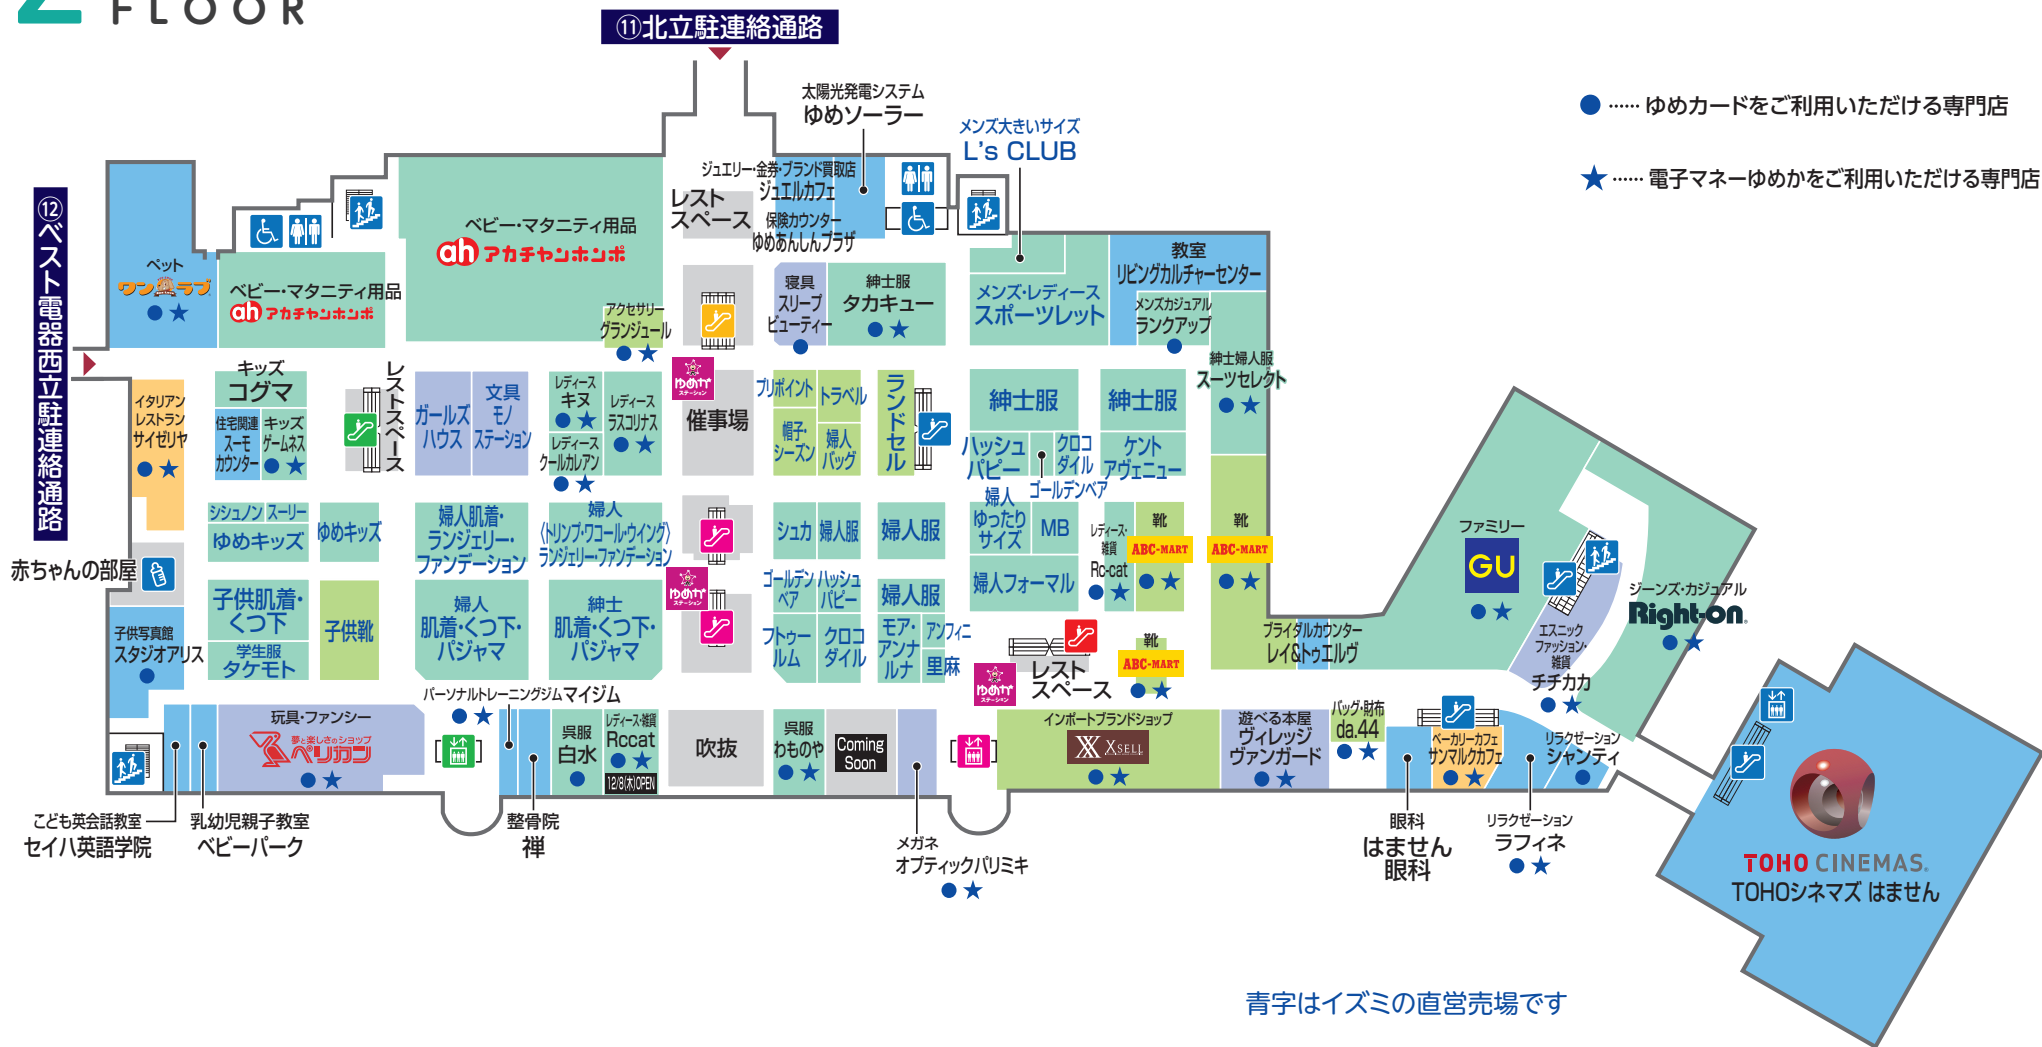 2
FLOOR
⑪北立駐連絡通路
⑫ベスト電器西立駐連絡通路
●……ゆめカードをご利用いただける専門店
★……電子マネーゆめかをご利用いただける専門店
太陽光発電システム
ゆめソーラー
メンズ大きいサイズ
L's CLUB
ジュエリー・金券・ブランド買取店
ジュエルカフェ
保険カウンター
ゆめあんしんプラザ
レスト
スペース
ベビー・マタニティ用品
ah アカチャンホンポ
ペット
ワンラブ
●★
ベビー・マタニティ用品
ah アカチャンホンポ
アクセサリー
グランジュール
●★
寝具
スリープ
ビューティー
●
紳士服
タカキュー
●★
メンズ・レディース
スポーツレット
教室
リビングカルチャーセンター
メンズカジュアル
ランクアップ
●
紳士婦人服
スーツセレクト
●★
イタリアン
レストラン
サイゼリヤ
●★
キッズ
コグマ
住宅関連
スーモ
カウンター
キッズ
ゲームネス
●★
レストスペース
ガールズ
ハウス
文具
モノ
ステーション
レディース
キヌ
●★
レディース
クールカレアン
●★
レディース
ラスコリナス
●★
ゆめか
ステーション
催事場
プリポイント
トラベル
帽子・
シーズン
婦人
バッグ
ランドセル
紳士服
紳士服
ハッシュ
パピー
クロコ
ダイル
ゴールデンベア
ケント
アヴェニュー
シシュノン
スーリー
ゆめキッズ
ゆめキッズ
婦人肌着・
ランジェリー・
ファンデーション
婦人
〈トリンプ・ワコール・ウイング〉
ランジェリー・ファンデーション
シュカ
婦人服
婦人服
婦人
ゆったり
サイズ
MB
レディース・
雑貨
Rc-cat
●★
靴
ABC-MART
●★
靴
ABC-MART
●★
赤ちゃんの部屋
子供肌着・
くつ下
学生服
タケモト
子供靴
婦人
肌着・くつ下・
パジャマ
紳士
肌着・くつ下・
パジャマ
ゆめか
ステーション
ゴールデン
ベア
ハッシュ
パピー
フトゥー
ルム
クロコ
ダイル
婦人服
モア・
アンナ
ルナ
アンフィニ
里麻
婦人フォーマル
ファミリー
GU
●★
ジーンズ・カジュアル
Right-on.
●★
エスニック
ファッション・
雑貨
チチカカ
●★
ブライダルカウンター
レイ&トゥエルヴ
子供写真館
スタジオアリス
●
レスト
スペース
ゆめか
ステーション
靴
ABC-MART
●★
玩具・ファンシー
夢と楽しさのショップ
ペリカン
●★
パーソナルトレーニングジム マイジム
●★
呉服
白水
●
レディース・雑貨
Rccat
●★
12/8(木)OPEN
吹抜
呉服
わものや
●★
Coming
Soon
インポートブランドショップ
XX XSELL
●★
遊べる本屋
ヴィレッジ
ヴァンガード
●★
バッグ・財布
da.44
●★
ベーカリーカフェ
サンマルクカフェ
●★
リラクゼーション
シャンティ
●
こども英会話教室
セイハ英語学院
乳幼児親子教室
ベビーパーク
整骨院
禅
メガネ
オプティックパリミキ
●★
眼科
はません
眼科
リラクゼーション
ラフィネ
●★
TOHO CINEMAS.
TOHOシネマズ はません
青字はイズミの直営売場です